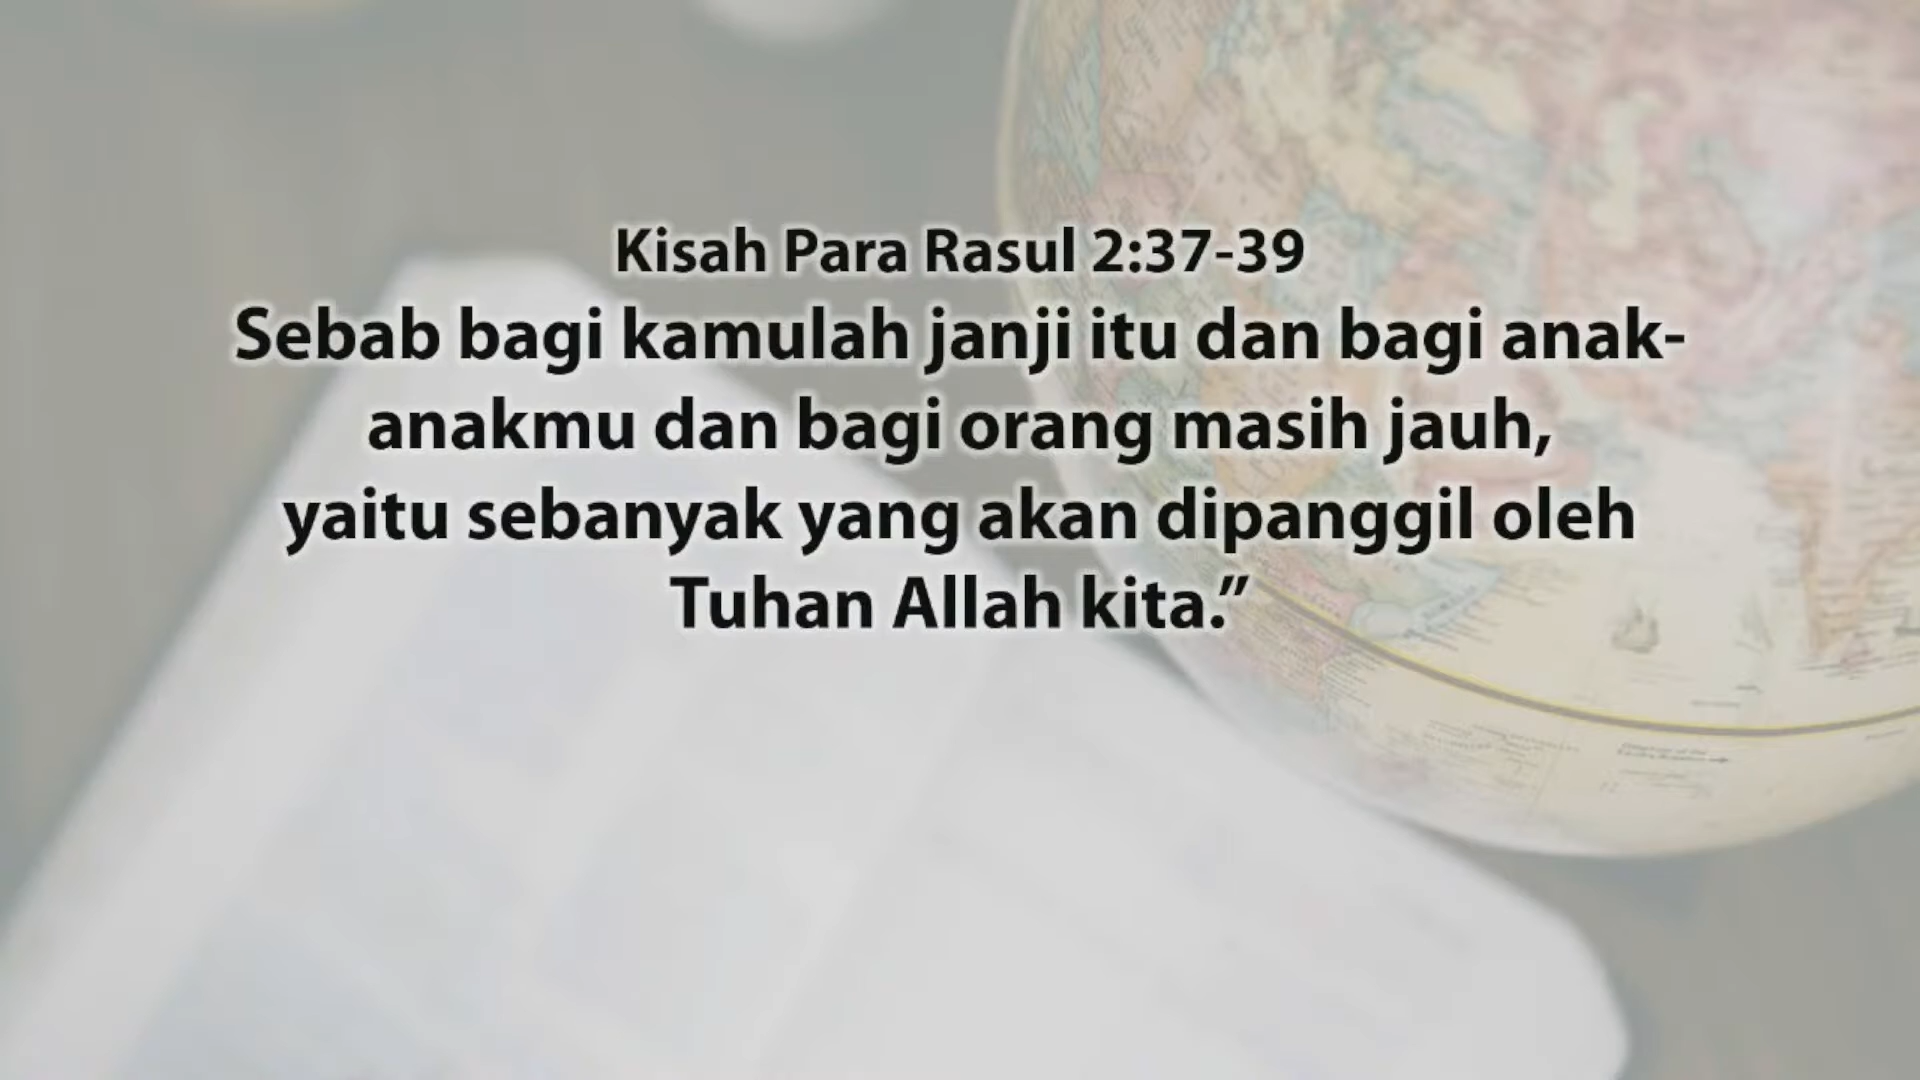 Kisah Para Rasul 2:37-39
Sebab bagi kamulah janji itu dan bagi anak-
anakmu dan bagi orang masih jauh,
yaitu sebanyak yang akan dipanggil oleh
Tuhan Allah kita.”